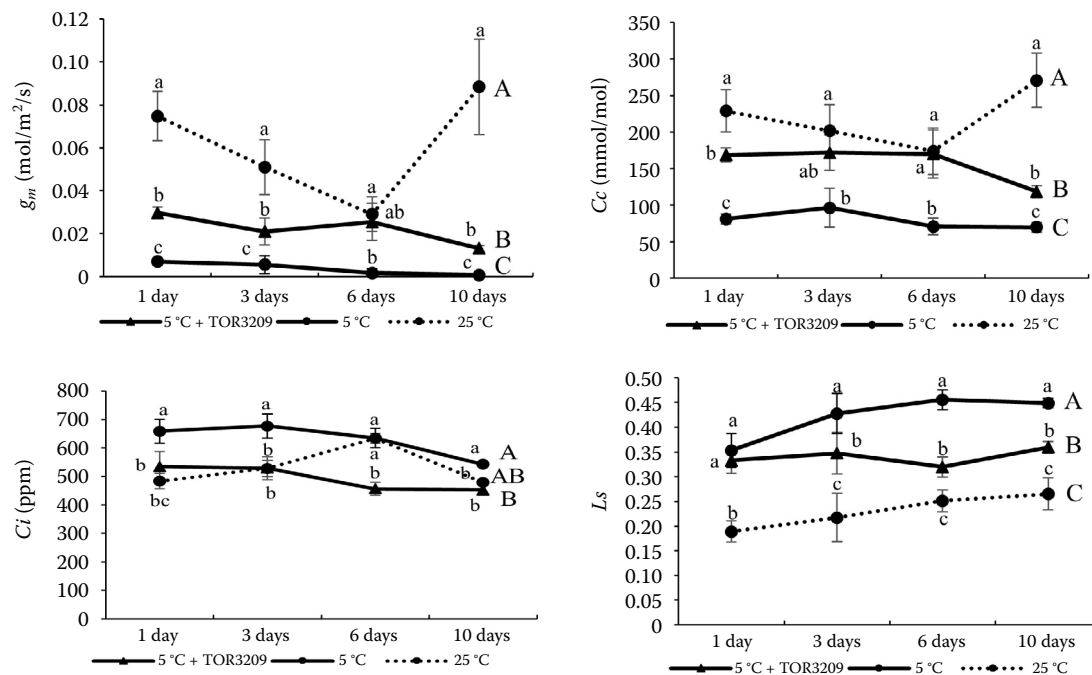 0.12
0.10
0.08
0.06
0.04
0.02
0
g_m (mol/m²/s)
a
a
a
a
A
b
b
ab
b
B
c
c
b
c
C
1 day 3 days 6 days 10 days
5 °C + TOR3209 5 °C 25 °C
350
300
250
200
150
100
50
0
Cc (mmol/mol)
a
a
a
a
A
b
ab
a
b
B
c
b
b
c
C
1 day 3 days 6 days 10 days
5 °C + TOR3209 5 °C 25 °C
800
700
600
500
400
300
200
100
0
Ci (ppm)
a
a
a
a
A
b
b
a
b
AB
bc
b
b
b
B
1 day 3 days 6 days 10 days
5 °C + TOR3209 5 °C 25 °C
0.50
0.45
0.40
0.35
0.30
0.25
0.20
0.15
0.10
0.05
0.00
Ls
a
a
a
a
A
a
b
b
b
B
b
c
c
c
C
1 day 3 days 6 days 10 days
5 °C + TOR3209 5 °C 25 °C